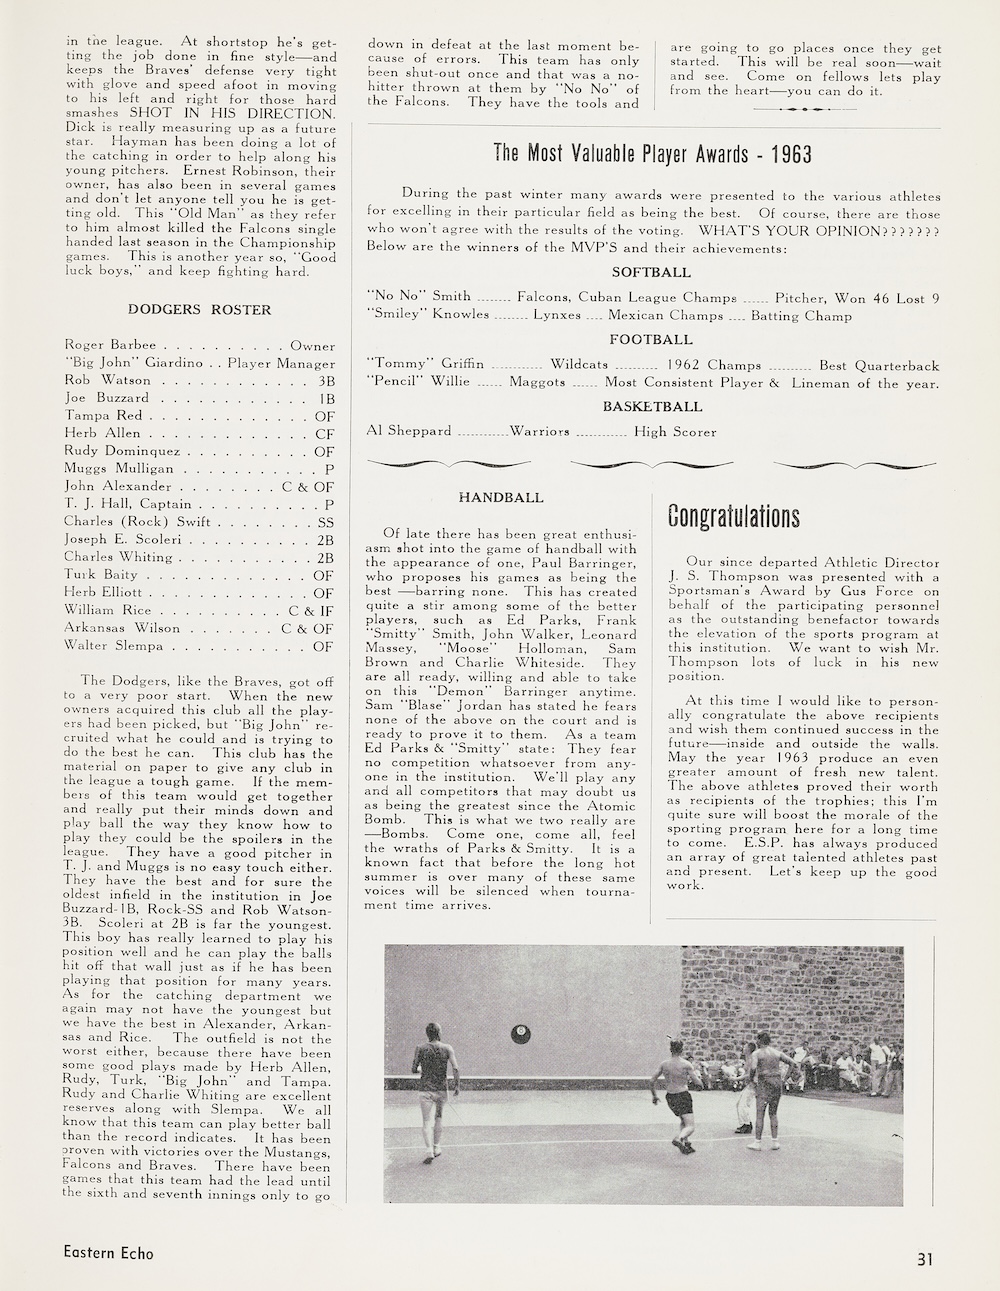 in the league. At shortstop he's get-
ting the job done in fine style—and
keeps the Braves' defense very tight
with glove and speed afoot in moving
to his left and right for those hard
smashes SHOT IN HIS DIRECTION.
Dick is really measuring up as a future
star. Hayman has been doing a lot of
the catching in order to help along his
young pitchers. Ernest Robinson, their
owner, has also been in several games
and don't let anyone tell you he is get-
ting old. This "Old Man" as they refer
to him almost killed the Falcons single
handed last season in the Championship
games. This is another year so, "Good
luck boys," and keep fighting hard.
DODGERS ROSTER
Roger Barbee . . . . . . . . . . Owner
"Big John" Giardino . . Player Manager
Rob Watson . . . . . . . . . . . . 3B
Joe Buzzard . . . . . . . . . . . . 1B
Tampa Red . . . . . . . . . . . . . OF
Herb Allen . . . . . . . . . . . . . CF
Rudy Dominquez . . . . . . . . . . OF
Muggs Mulligan . . . . . . . . . . . P
John Alexander . . . . . . . . C & OF
T. J. Hall, Captain . . . . . . . . . . P
Charles (Rock) Swift . . . . . . . . SS
Joseph E. Scoleri . . . . . . . . . . 2B
Charles Whiting . . . . . . . . . . . 2B
Turk Baity . . . . . . . . . . . . . OF
Herb Elliott . . . . . . . . . . . . . OF
William Rice . . . . . . . . . . C & IF
Arkansas Wilson . . . . . . . C & OF
Walter Slempa . . . . . . . . . . . OF
The Dodgers, like the Braves, got off
to a very poor start. When the new
owners acquired this club all the play-
ers had been picked, but "Big John" re-
cruited what he could and is trying to
do the best he can. This club has the
material on paper to give any club in
the league a tough game. If the mem-
bers of this team would get together
and really put their minds down and
play ball the way they know how to
play they could be the spoilers in the
league. They have a good pitcher in
T. J. and Muggs is no easy touch either.
They have the best and for sure the
oldest infield in the institution in Joe
Buzzard-1B, Rock-SS and Rob Watson-
3B. Scoleri at 2B is far the youngest.
This boy has really learned to play his
position well and he can play the balls
hit off that wall just as if he has been
playing that position for many years.
As for the catching department we
again may not have the youngest but
we have the best in Alexander, Arkan-
sas and Rice. The outfield is not the
worst either, because there have been
some good plays made by Herb Allen,
Rudy, Turk, "Big John" and Tampa.
Rudy and Charlie Whiting are excellent
reserves along with Slempa. We all
know that this team can play better ball
than the record indicates. It has been
proven with victories over the Mustangs,
Falcons and Braves. There have been
games that this team had the lead until
the sixth and seventh innings only to go
down in defeat at the last moment be-
cause of errors. This team has only
been shut-out once and that was a no-
hitter thrown at them by "No No" of
the Falcons. They have the tools and
are going to go places once they get
started. This will be real soon—wait
and see. Come on fellows lets play
from the heart—you can do it.
The Most Valuable Player Awards - 1963
During the past winter many awards were presented to the various athletes
for excelling in their particular field as being the best. Of course, there are those
who won't agree with the results of the voting. WHAT'S YOUR OPINION???????
Below are the winners of the MVP'S and their achievements:
SOFTBALL
"No No" Smith ........ Falcons, Cuban League Champs ...... Pitcher, Won 46 Lost 9
"Smiley" Knowles ........ Lynxes .... Mexican Champs .... Batting Champ
FOOTBALL
"Tommy" Griffin ............ Wildcats .......... 1962 Champs .......... Best Quarterback
"Pencil" Willie ...... Maggots ...... Most Consistent Player & Lineman of the year.
BASKETBALL
Al Sheppard ............Warriors ............ High Scorer
HANDBALL
Of late there has been great enthusi-
asm shot into the game of handball with
the appearance of one, Paul Barringer,
who proposes his games as being the
best —barring none. This has created
quite a stir among some of the better
players, such as Ed Parks, Frank
"Smitty" Smith, John Walker, Leonard
Massey, "Moose" Holloman, Sam
Brown and Charlie Whiteside. They
are all ready, willing and able to take
on this "Demon" Barringer anytime.
Sam "Blase" Jordan has stated he fears
none of the above on the court and is
ready to prove it to them. As a team
Ed Parks & "Smitty" state: They fear
no competition whatsoever from any-
one in the institution. We'll play any
and all competitors that may doubt us
as being the greatest since the Atomic
Bomb. This is what we two really are
—Bombs. Come one, come all, feel
the wraths of Parks & Smitty. It is a
known fact that before the long hot
summer is over many of these same
voices will be silenced when tourna-
ment time arrives.
Congratulations
Our since departed Athletic Director
J. S. Thompson was presented with a
Sportsman's Award by Gus Force on
behalf of the participating personnel
as the outstanding benefactor towards
the elevation of the sports program at
this institution. We want to wish Mr.
Thompson lots of luck in his new
position.
At this time I would like to person-
ally congratulate the above recipients
and wish them continued success in the
future—inside and outside the walls.
May the year 1963 produce an even
greater amount of fresh new talent.
The above athletes proved their worth
as recipients of the trophies; this I'm
quite sure will boost the morale of the
sporting program here for a long time
to come. E.S.P. has always produced
an array of great talented athletes past
and present. Let's keep up the good
work.
8
Eastern Echo
31